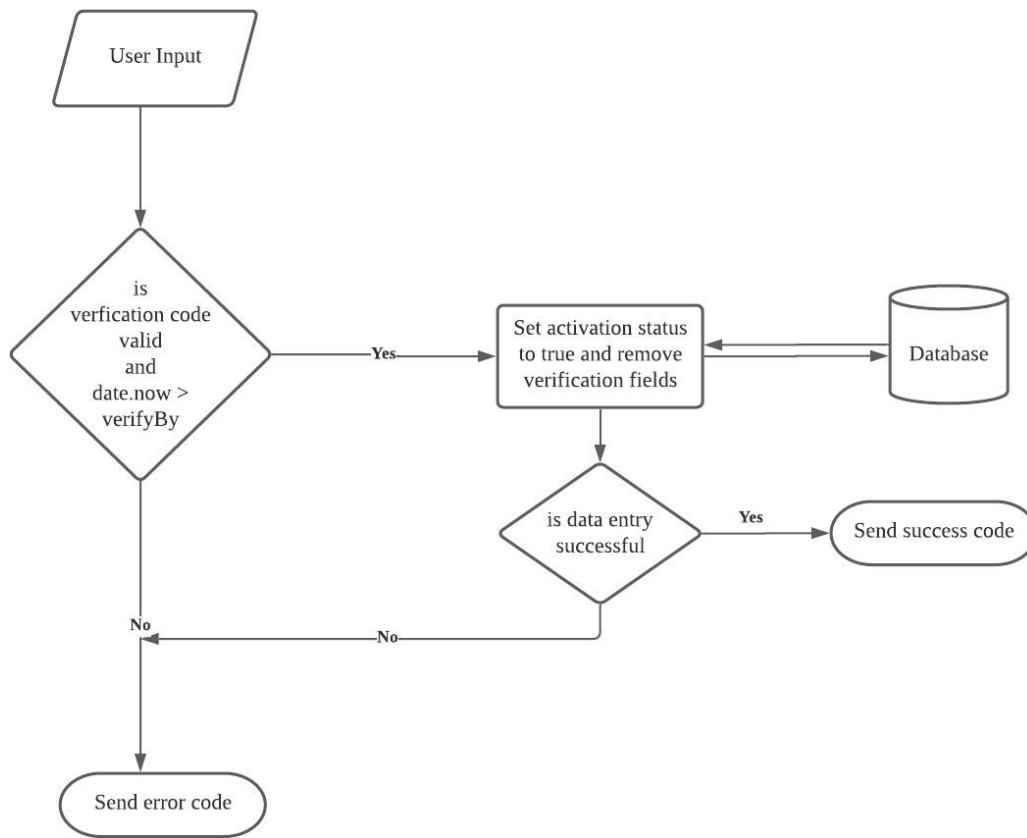 User Input
is
verfication code
valid
and
date.now >
verifyBy
Yes
Set activation status
to true and remove
verification fields
Database
is data entry
successful
Yes
Send success code
No
No
Send error code